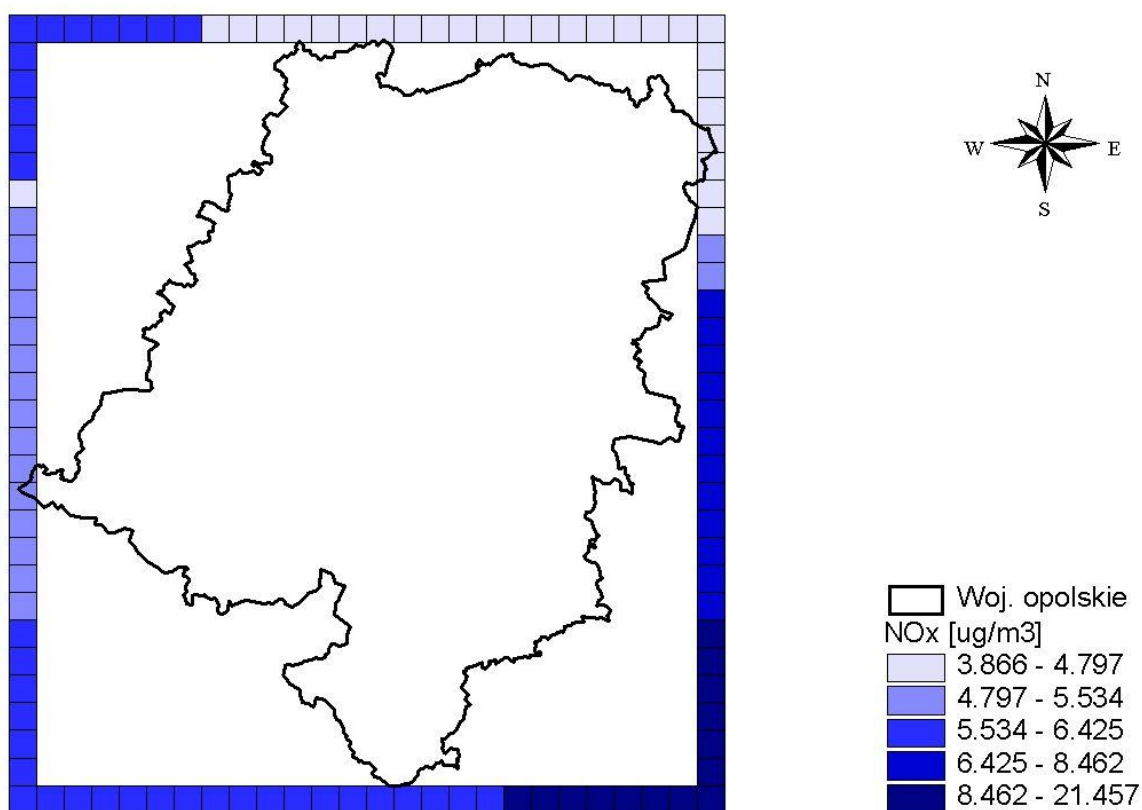 N
W E
S
Woj. opolskie
NOx [ug/m3]
3.866 - 4.797
4.797 - 5.534
5.534 - 6.425
6.425 - 8.462
8.462 - 21.457